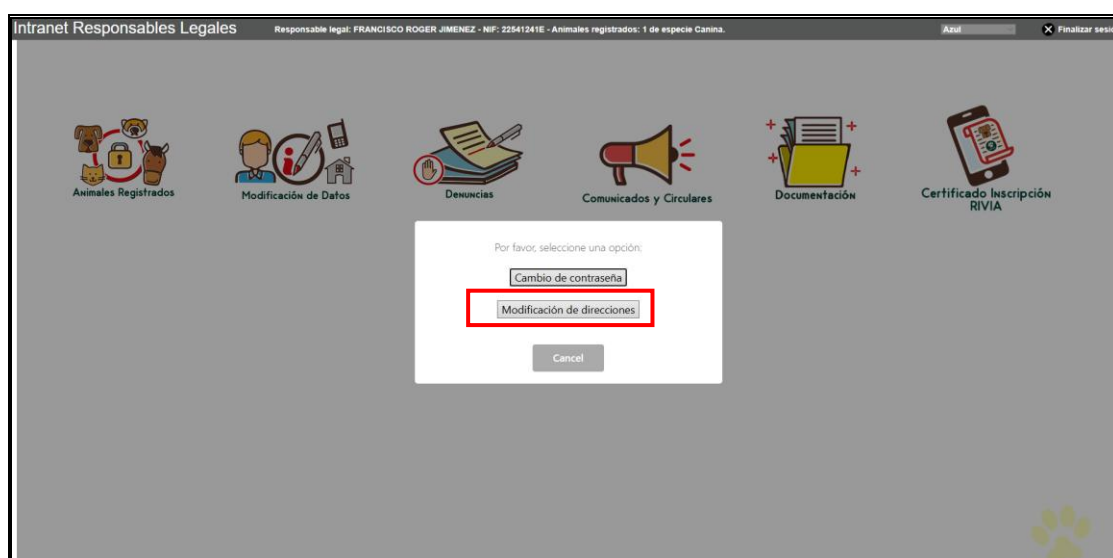 Intranet Responsables Legales
Responsable legal: FRANCISCO ROGER JIMENEZ - NIF: 22541241E - Animales registrados: 1 de especie Canina.
Azul
Finalizar sesi
Animales Registrados
Modificación de Datos
Denuncias
Comunicados y Circulares
Documentación
Certificado Inscripción
RIVIA
Por favor, seleccione una opción:
Cambio de contraseña
Modificación de direcciones
Cancel